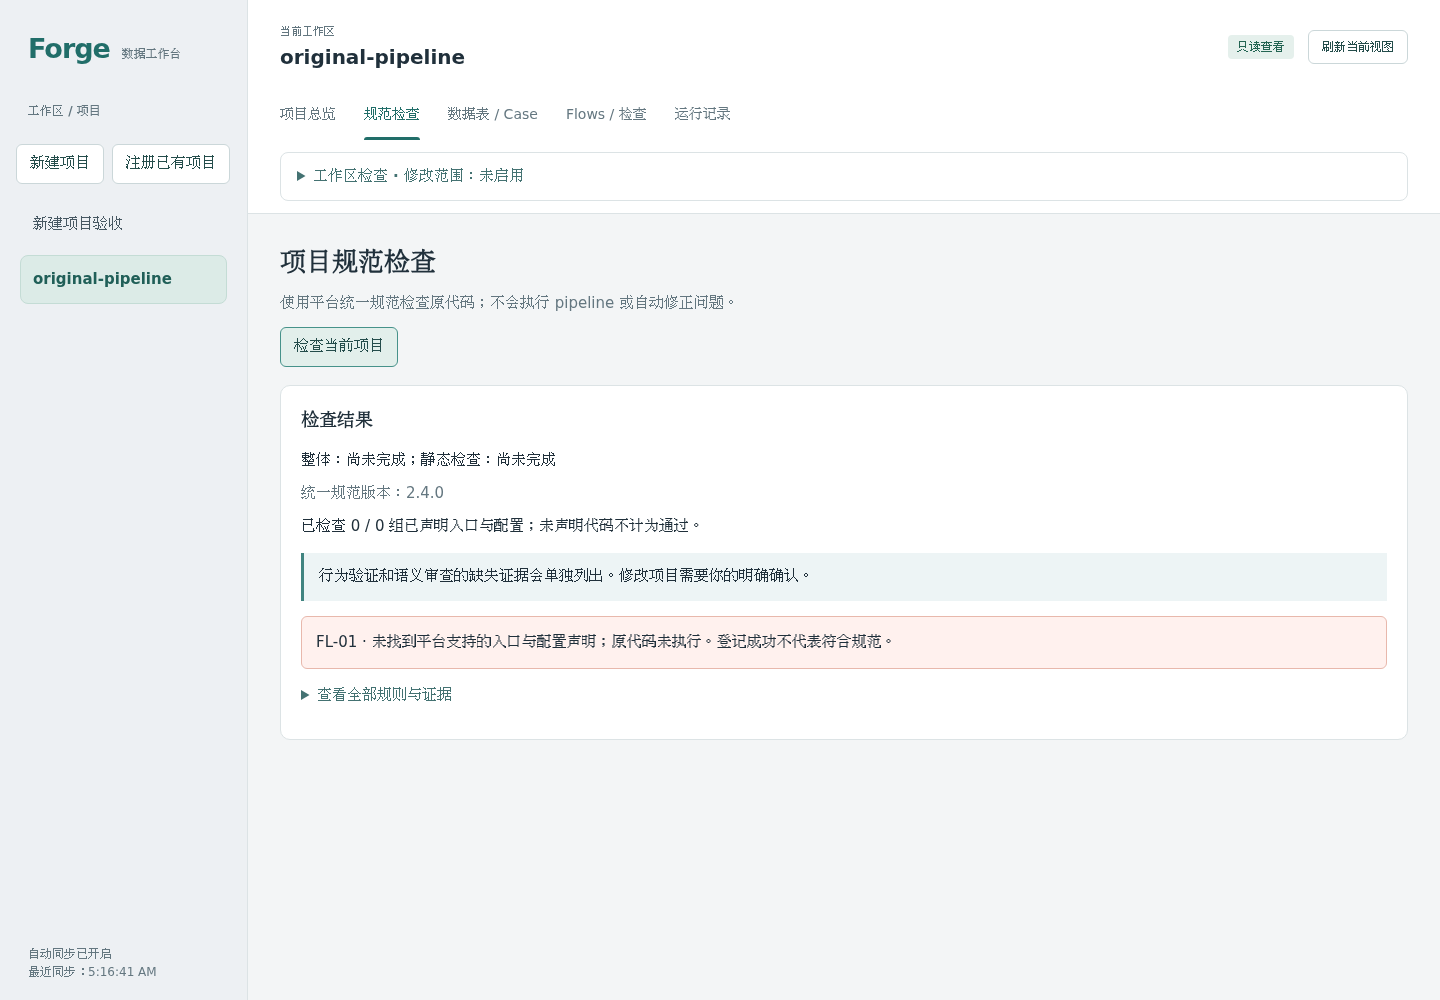 Forge 数据工作台
工作区 / 项目
新建项目 注册已有项目
新建项目验收
original-pipeline
自动同步已开启
最近同步：5:16:41 AM
当前工作区
original-pipeline
只读查看 刷新当前视图
项目总览 规范检查 数据表 / Case Flows / 检查 运行记录
▶ 工作区检查 · 修改范围：未启用
项目规范检查
使用平台统一规范检查原代码；不会执行 pipeline 或自动修正问题。
检查当前项目
检查结果
整体：尚未完成；静态检查：尚未完成
统一规范版本：2.4.0
已检查 0 / 0 组已声明入口与配置；未声明代码不计为通过。
行为验证和语义审查的缺失证据会单独列出。修改项目需要你的明确确认。
FL-01 · 未找到平台支持的入口与配置声明；原代码未执行。登记成功不代表符合规范。
▶ 查看全部规则与证据